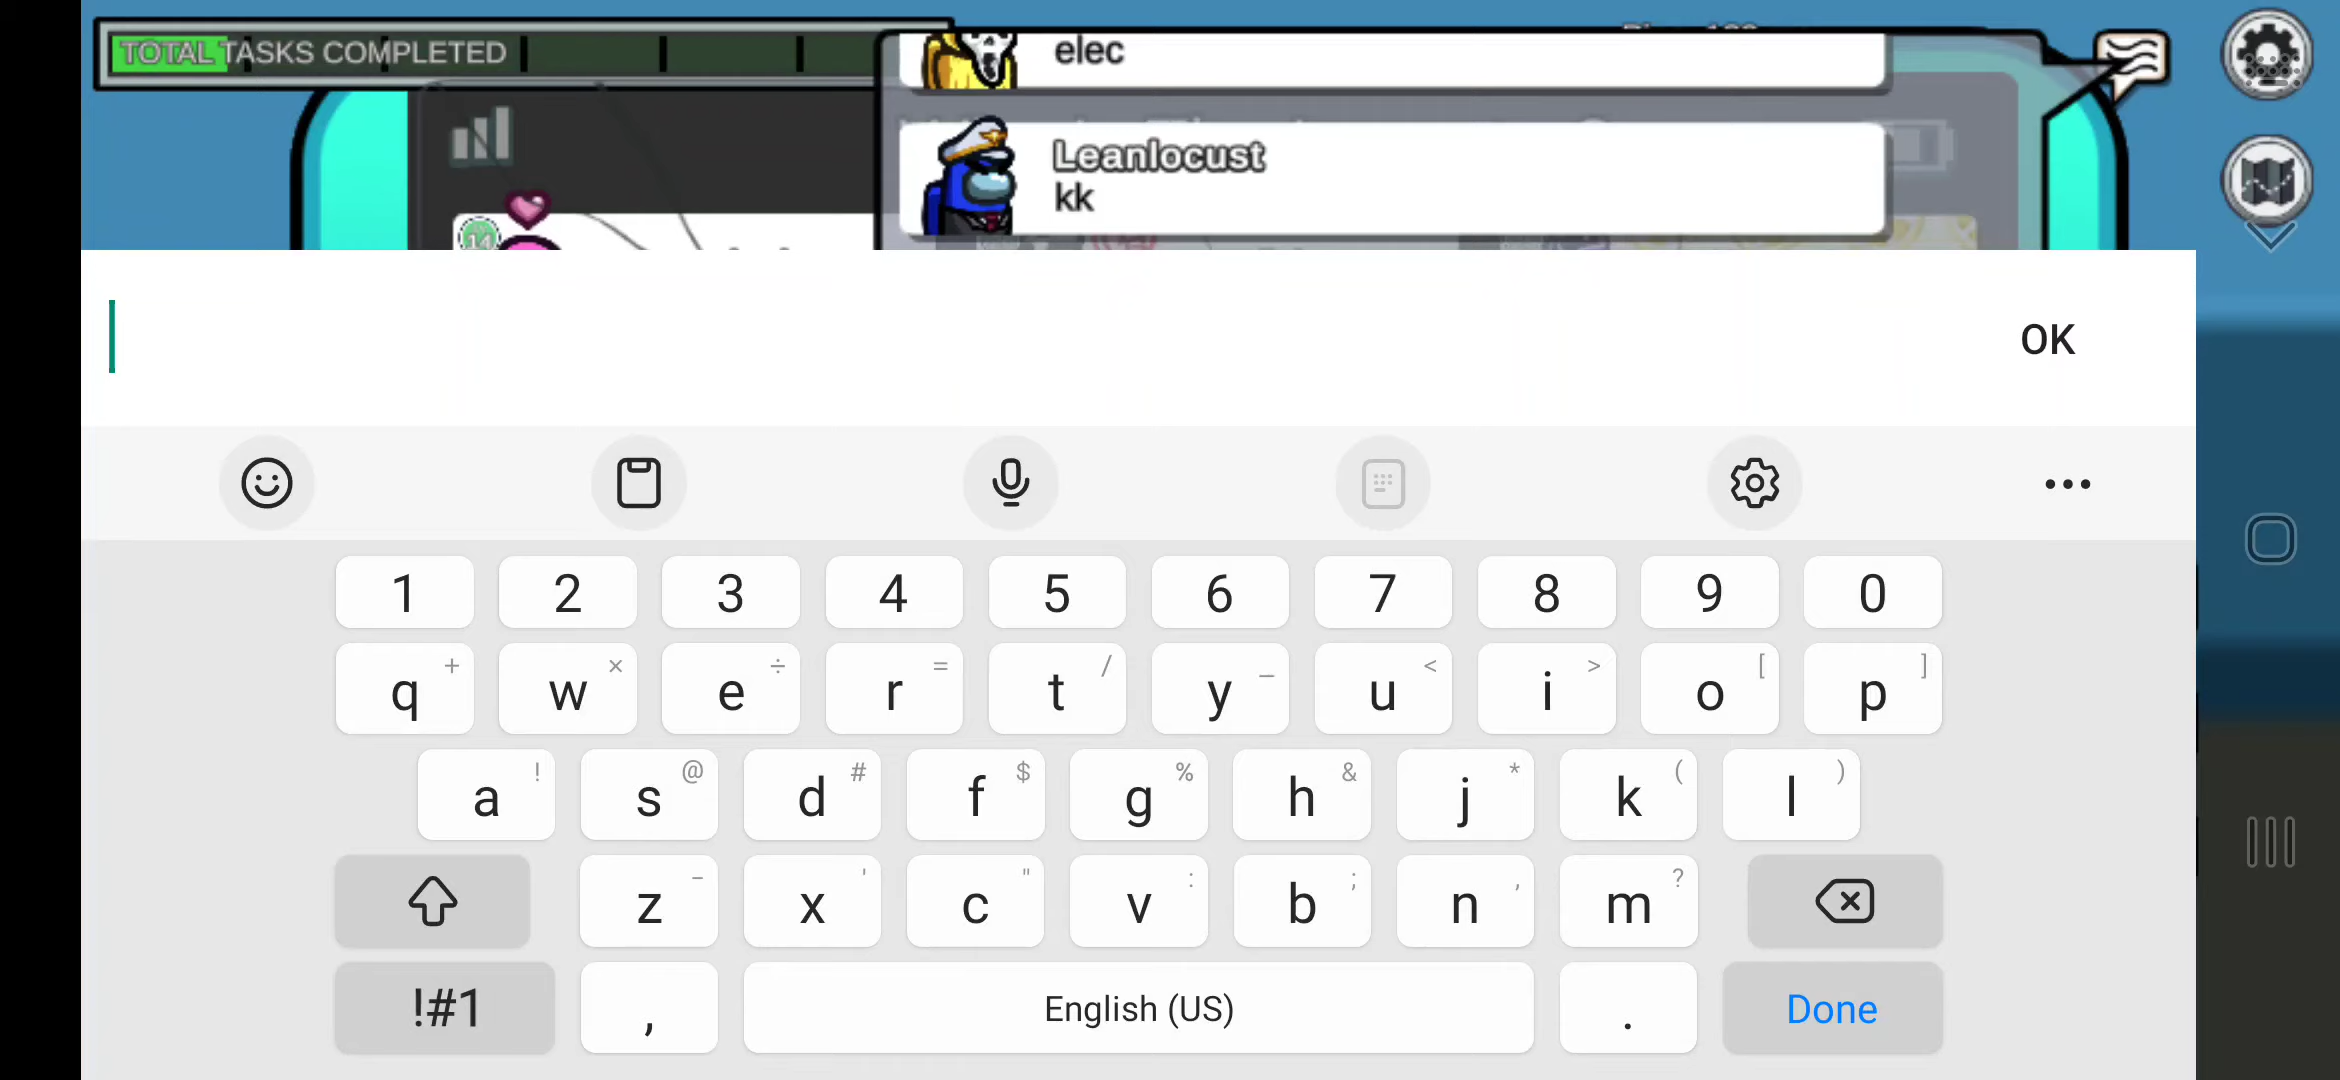 TOTAL TASKS COMPLETED
elec
Leanlocust
kk
14
OK
1 2 3 4 5 6 7 8 9 0
q + w × e ÷ r = t / y _ u < i > o [ p ]
a ! s @ d # f $ g % h & j * k ( l )
z - x ' c " v : b ; n , m ?
!#1 , English (US) . Done